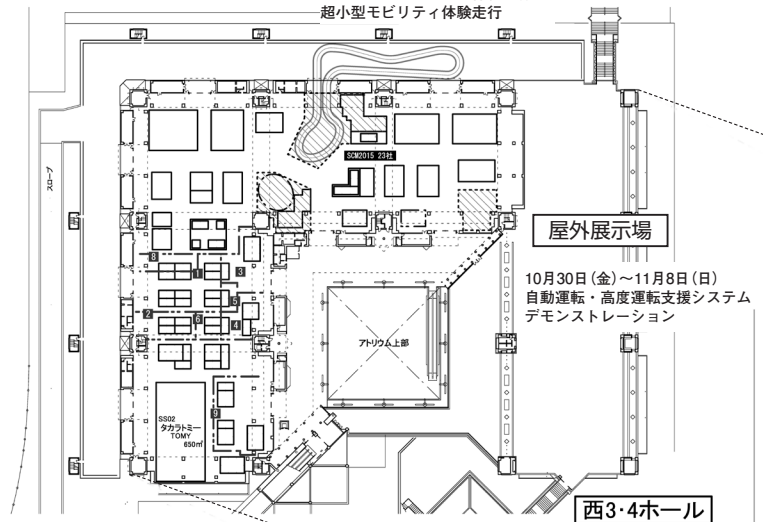 超小型モビリティ体験走行
スロープ
SCM2015 23社
屋外展示場
10月30日(金)～11月8日(日)
自動運転・高度運転支援システム
デモンストレーション
8
1
3
5
2
6
4
アトリウム上部
9
SS02
タカラトミー
TOMY
650㎡
西3・4ホール